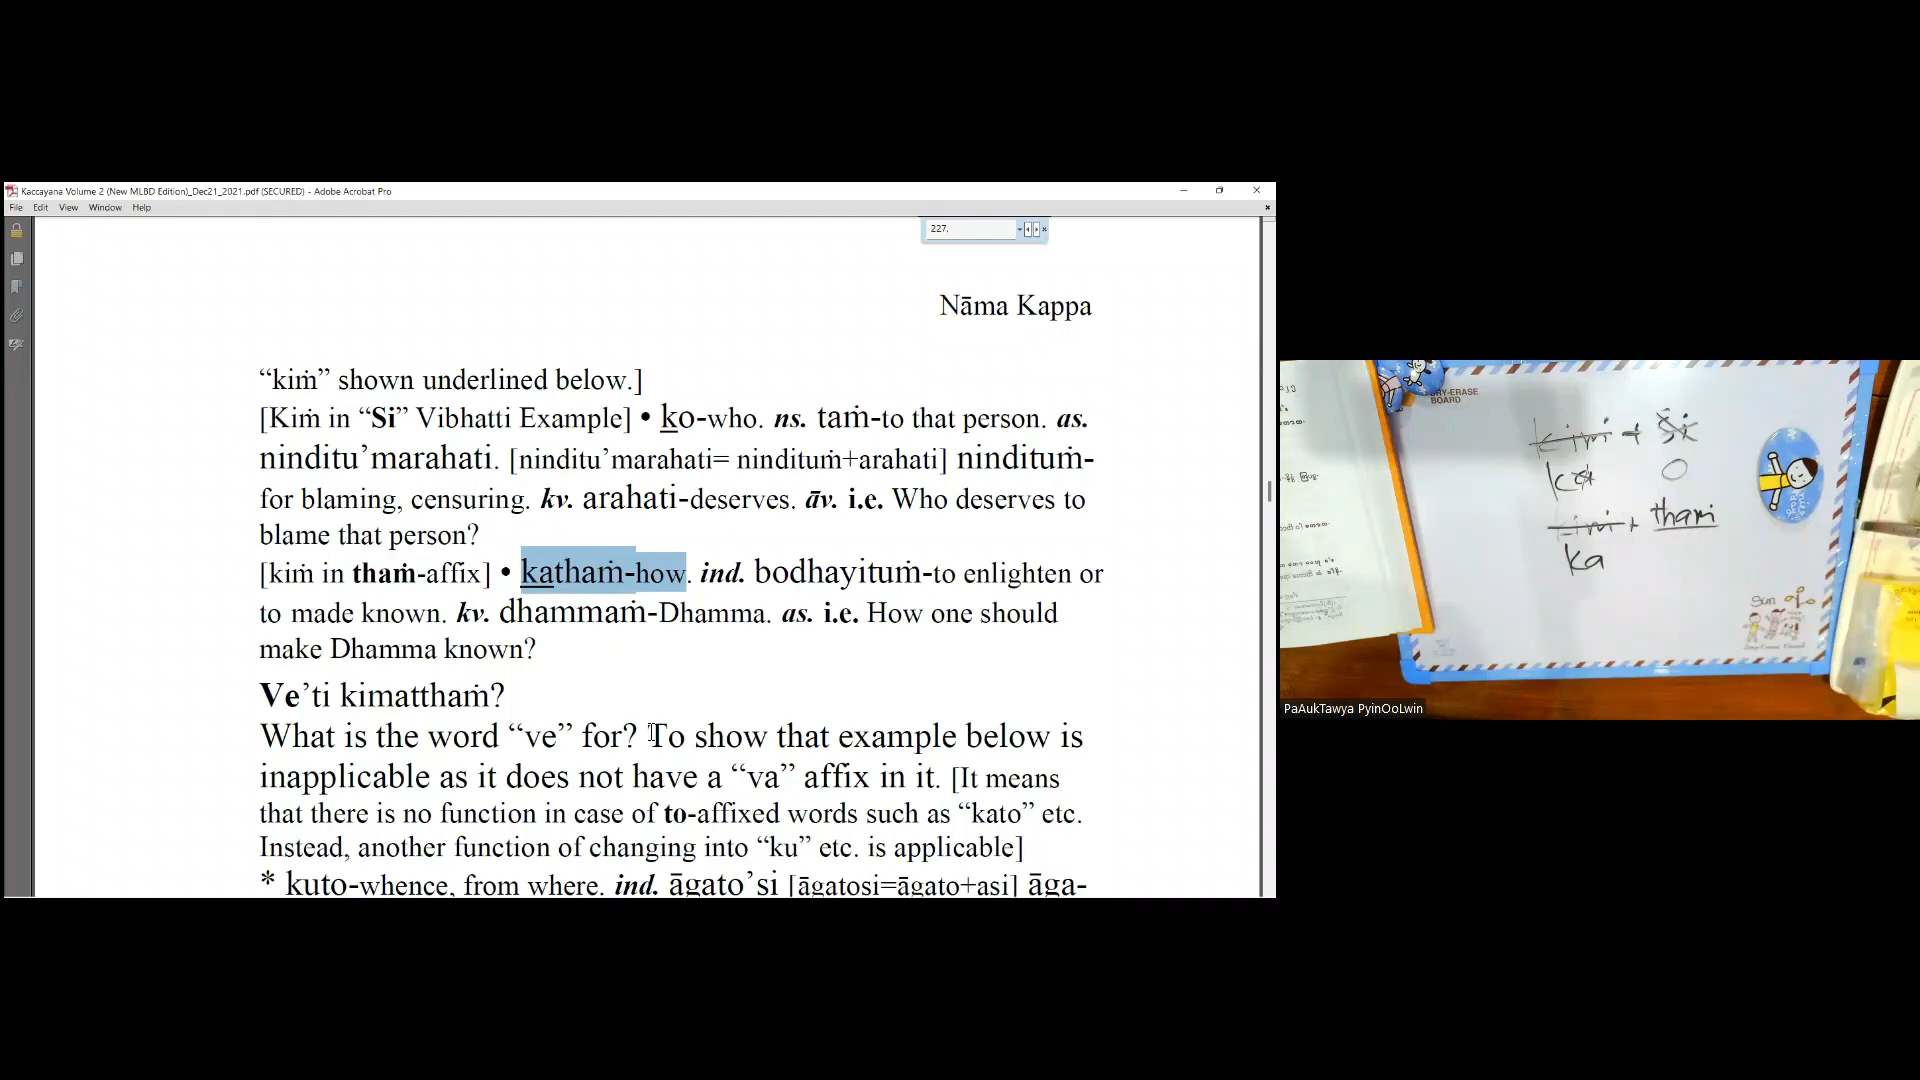 Kaccayana Volume 2 (New MLBD Edition)_Dec21_2021.pdf (SECURED) - Adobe Acrobat Pro
File Edit View Window Help
227.
Nāma Kappa
“kiṁ” shown underlined below.]
[Kiṁ in “Si” Vibhatti Example] • ko-who. ns. taṁ-to that person. as.
ninditu’marahati. [ninditu’marahati= nindituṁ+arahati] nindituṁ-
for blaming, censuring. kv. arahati-deserves. āv. i.e. Who deserves to
blame that person?
[kiṁ in thaṁ-affix] • kathaṁ-how. ind. bodhayituṁ-to enlighten or
to made known. kv. dhammaṁ-Dhamma. as. i.e. How one should
make Dhamma known?
Ve’ti kimatthaṁ?
What is the word “ve” for? To show that example below is
inapplicable as it does not have a “va” affix in it. [It means
that there is no function in case of to-affixed words such as “kato” etc.
Instead, another function of changing into “ku” etc. is applicable]
* kuto-whence, from where. ind. āgato’si [āgatosi=āgato+asi] āga-
DRY-ERASE
BOARD
kiṁ + si
thaṁ
ka
Sun
PaAukTawya PyinOoLwin